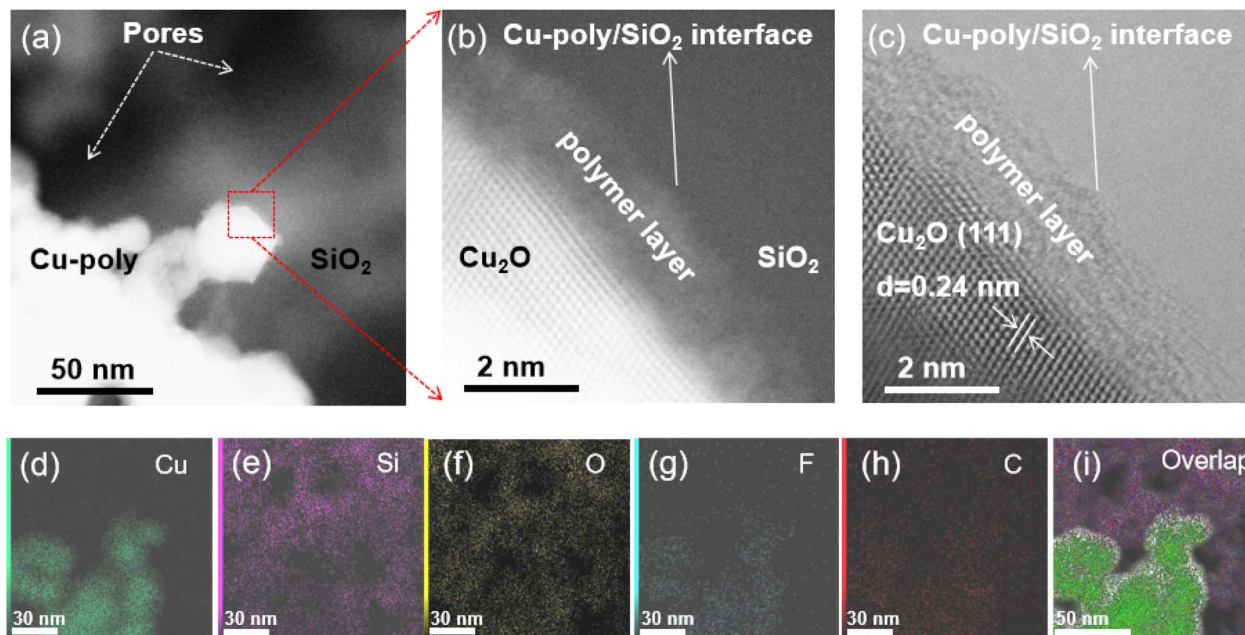 (a)
Pores
Cu-poly
SiO₂
50 nm
(b)
Cu-poly/SiO₂ interface
polymer layer
Cu₂O
SiO₂
2 nm
(c)
Cu-poly/SiO₂ interface
polymer layer
Cu₂O (111)
d=0.24 nm
2 nm
(d)
Cu
30 nm
(e)
Si
30 nm
(f)
O
30 nm
(g)
F
30 nm
(h)
C
30 nm
(i)
Overlap
50 nm